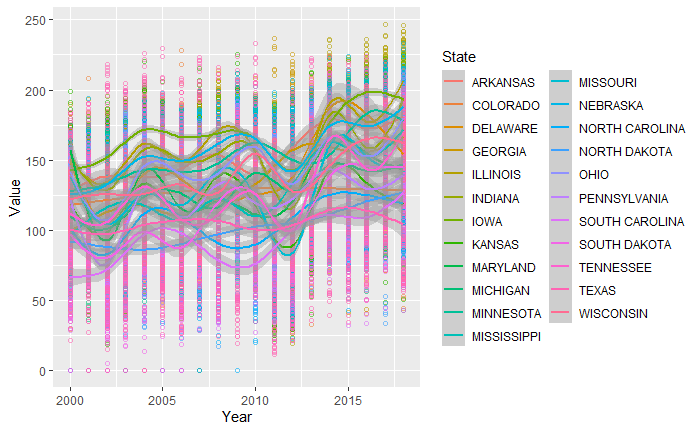 250
200
150
100
50
0
Value
2000
2005
2010
2015
Year
State
ARKANSAS
COLORADO
DELAWARE
GEORGIA
ILLINOIS
INDIANA
IOWA
KANSAS
MARYLAND
MICHIGAN
MINNESOTA
MISSISSIPPI
MISSOURI
NEBRASKA
NORTH CAROLINA
NORTH DAKOTA
OHIO
PENNSYLVANIA
SOUTH CAROLINA
SOUTH DAKOTA
TENNESSEE
TEXAS
WISCONSIN